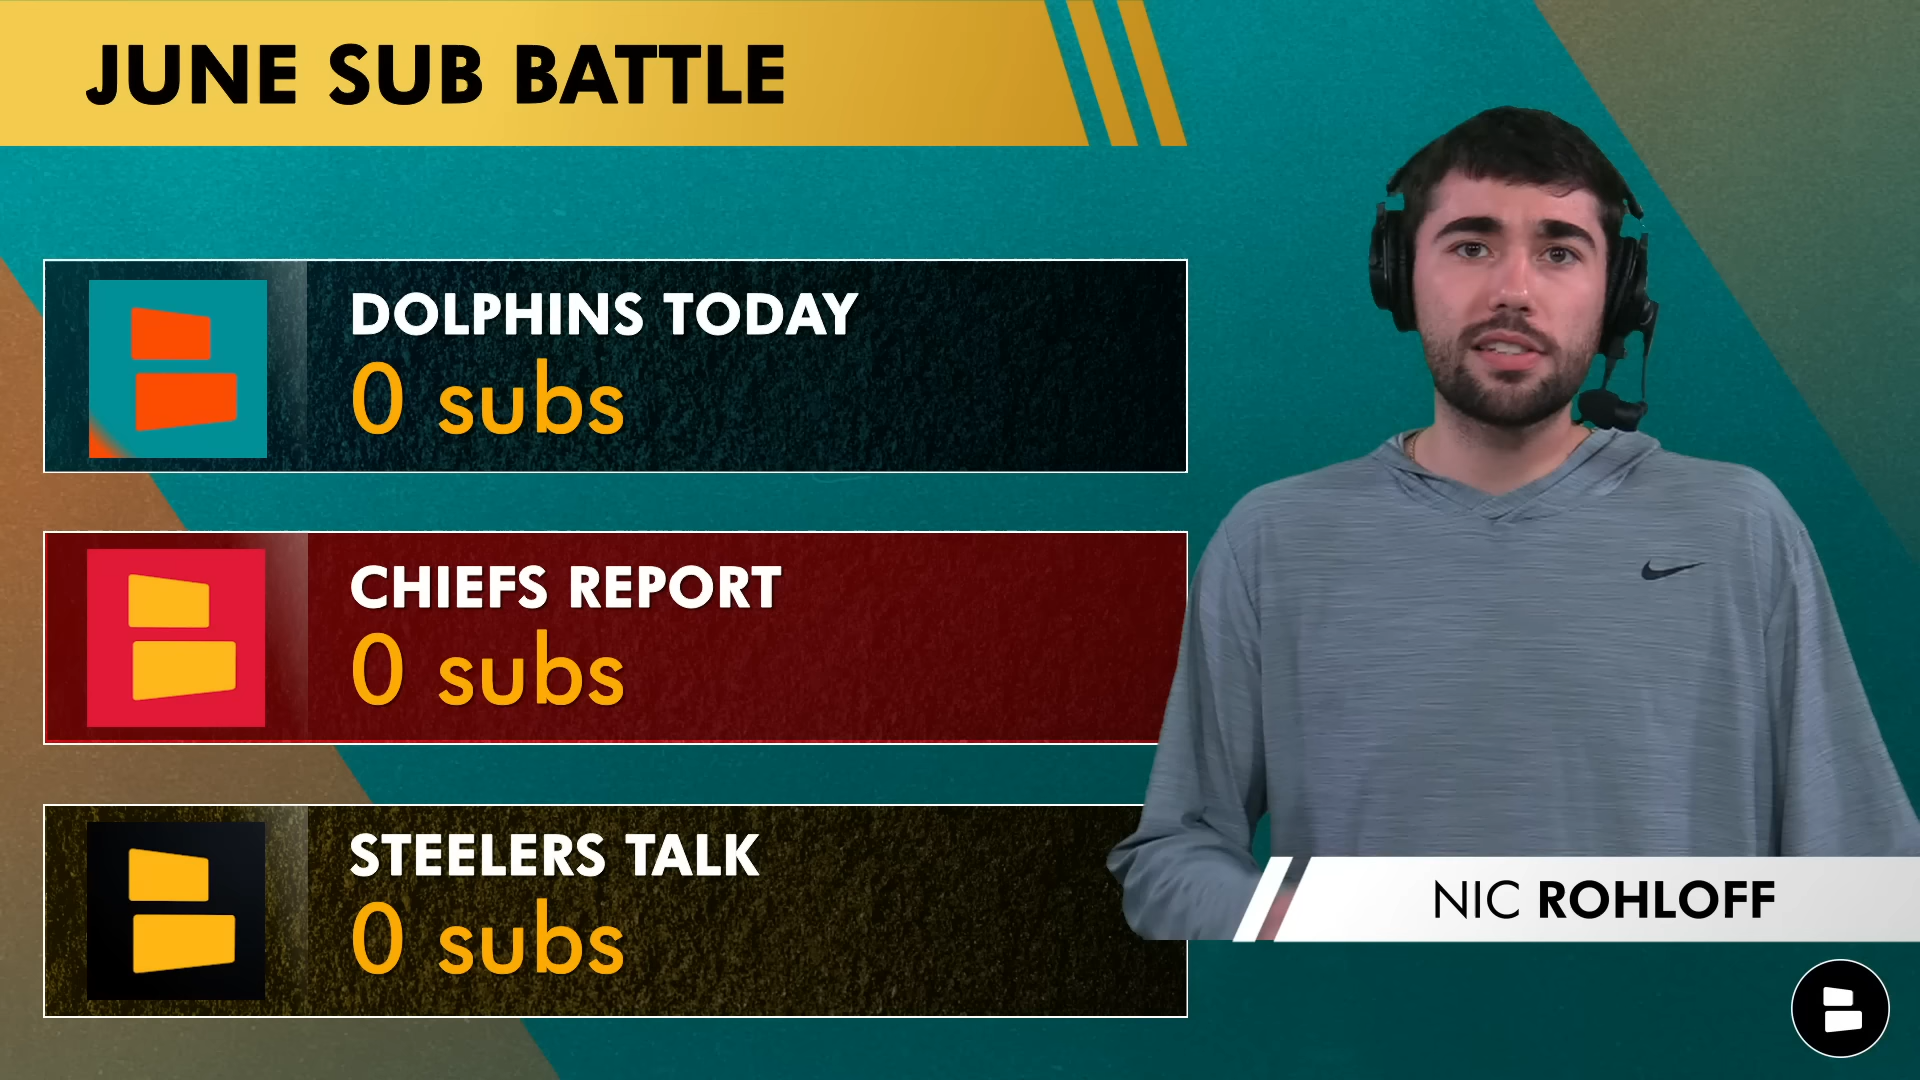 JUNE SUB BATTLE
DOLPHINS TODAY
0 subs
CHIEFS REPORT
0 subs
STEELERS TALK
0 subs
NIC ROHLOFF